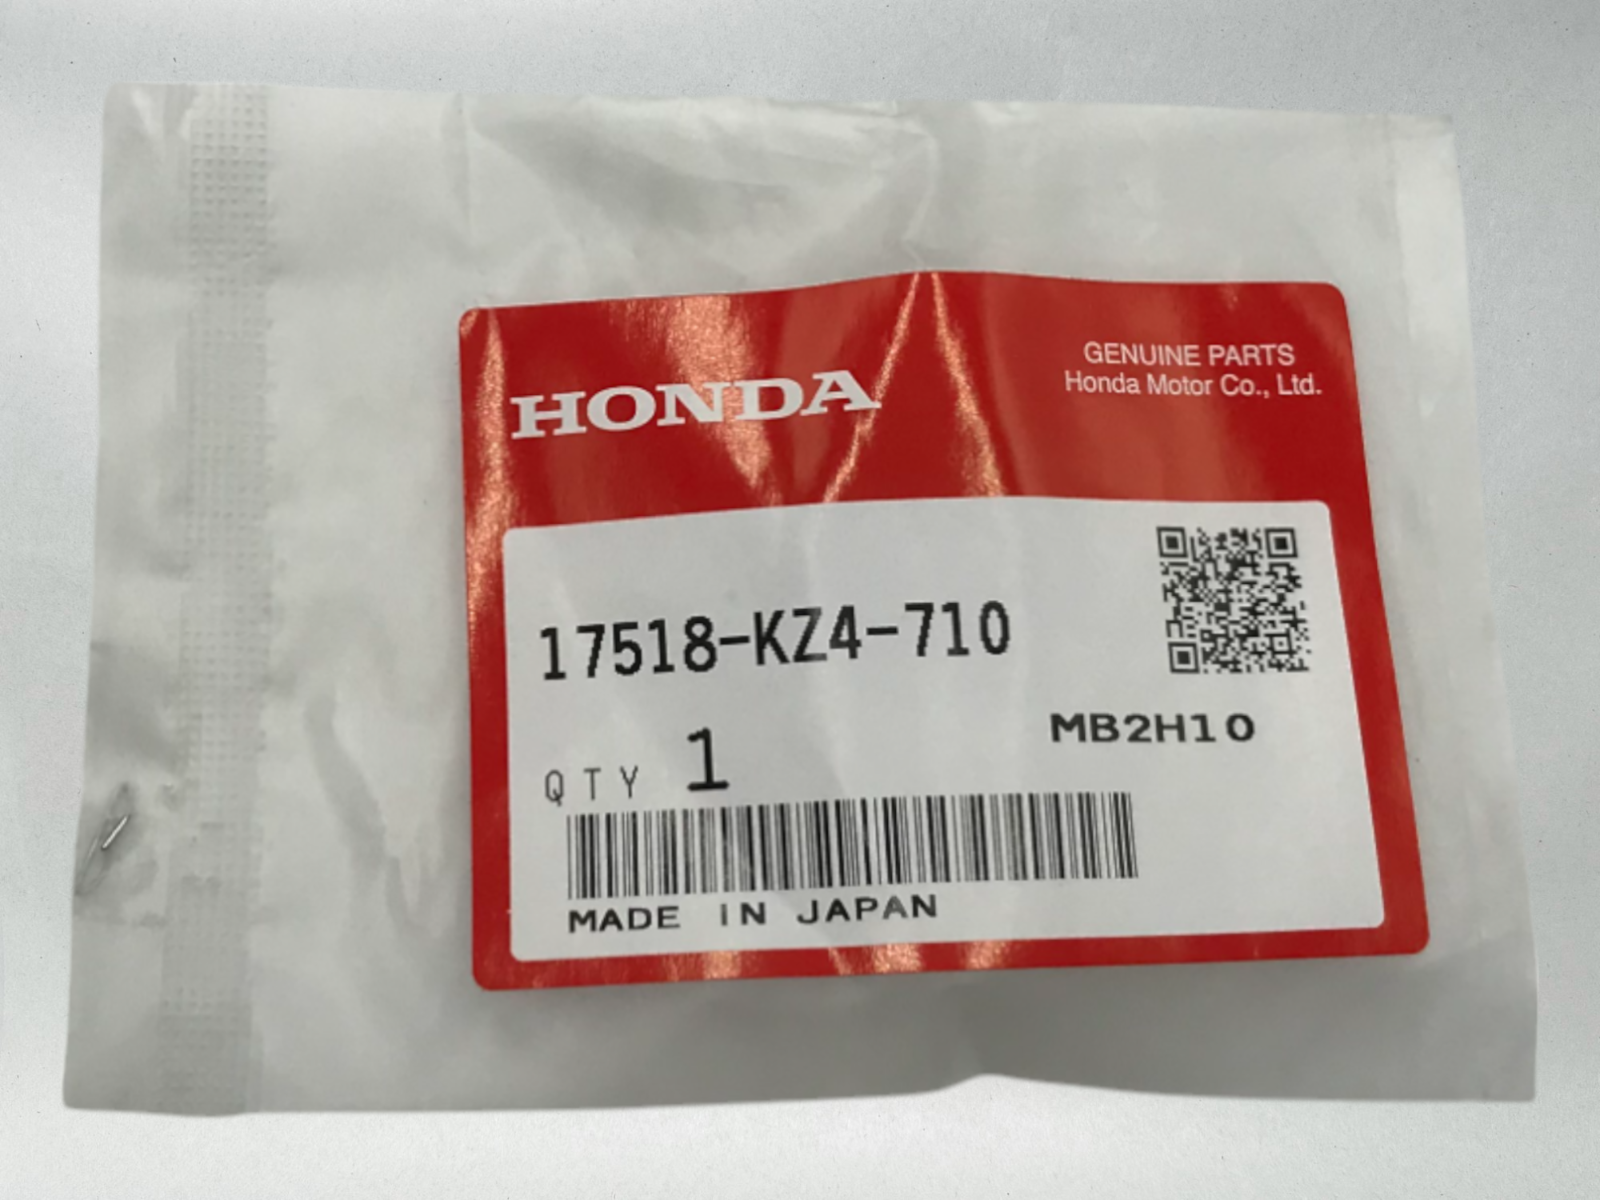 HONDA
GENUINE PARTS
Honda Motor Co., Ltd.
17518-KZ4-710
MB2H10
QTY 1
MADE IN JAPAN